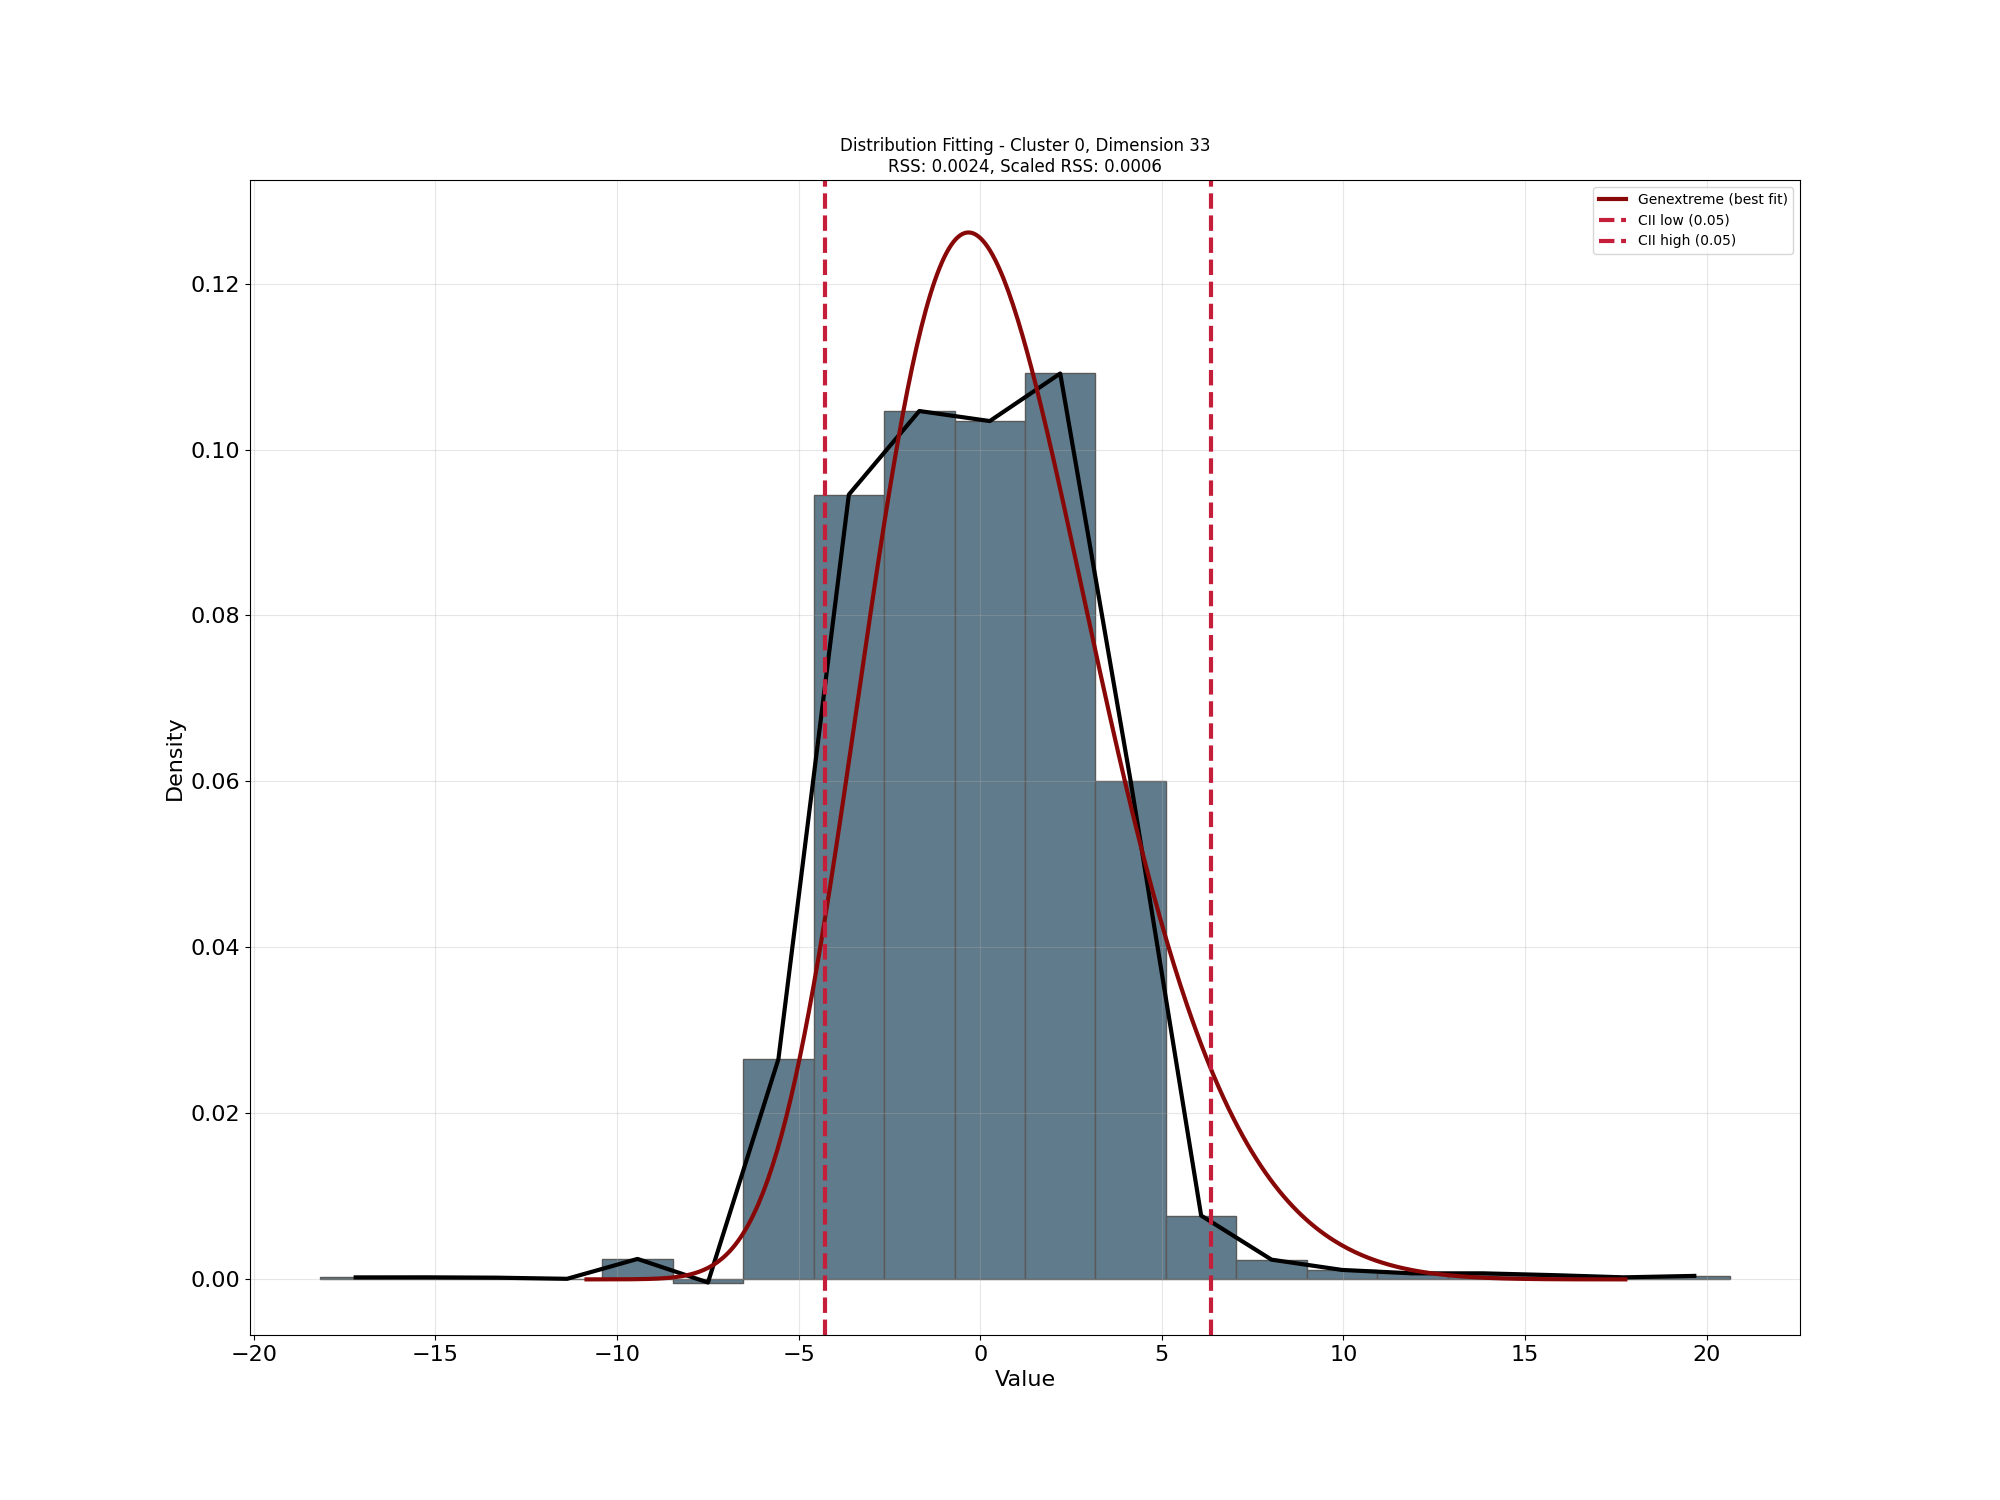 Distribution Fitting - Cluster 0, Dimension 33
RSS: 0.0024, Scaled RSS: 0.0006
Genextreme (best fit)
CII low (0.05)
CII high (0.05)
0.12
0.10
0.08
0.06
0.04
0.02
0.00
Density
−20 −15 −10 −5 0 5 10 15 20
Value